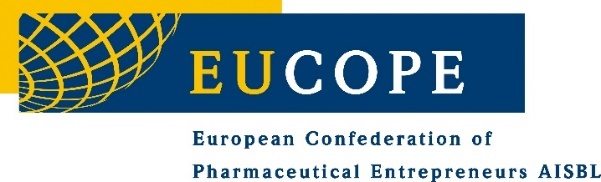 EUCOPE
European Confederation of
Pharmaceutical Entrepreneurs AISBL